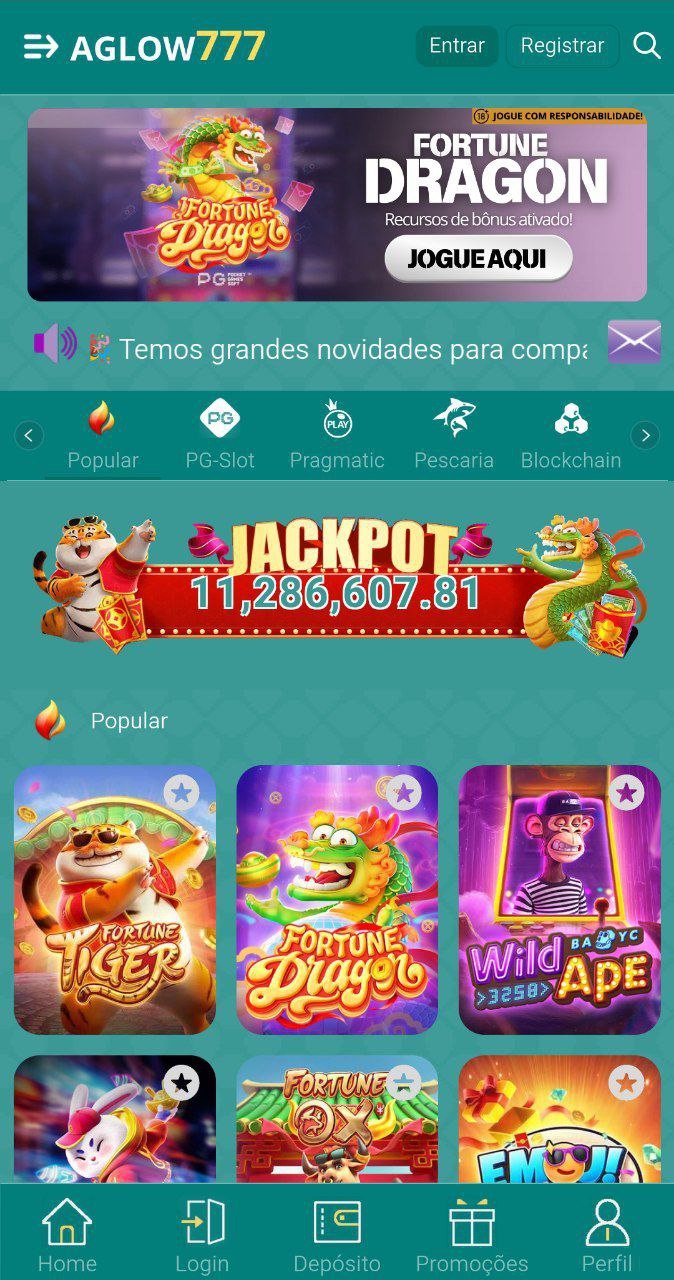 AGLOW777
Entrar
Registrar
18+ JOGUE COM RESPONSABILIDADE!
FORTUNE
DRAGON
Recursos de bônus ativado!
JOGUE AQUI
FORTUNE
Dragon
PG POCKET GAMES SOFT
Temos grandes novidades para compa
PG
PLAY
Popular
PG-Slot
Pragmatic
Pescaria
Blockchain
JACKPOT
11,286,607.81
Popular
FORTUNE
TIGER
FORTUNE
Dragon
Wild BAYC
>3258> APE
FORTUNE
OX
EMOJI
Home
Login
Depósito
Promoções
Perfil